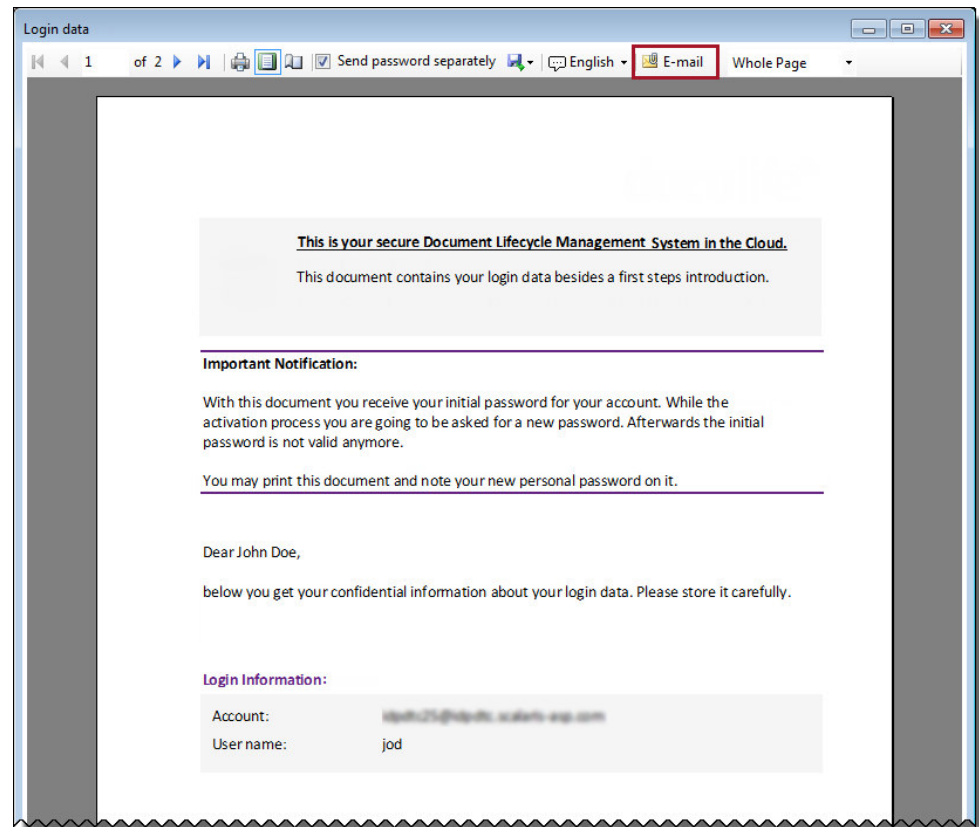 Login data
1 of 2 Send password separately English E-mail Whole Page
This is your secure Document Lifecycle Management System in the Cloud.
This document contains your login data besides a first steps introduction.
Important Notification:
With this document you receive your initial password for your account. While the
activation process you are going to be asked for a new password. Afterwards the initial
password is not valid anymore.
You may print this document and note your new personal password on it.
Dear John Doe,
below you get your confidential information about your login data. Please store it carefully.
Login Information:
Account:
User name: jod